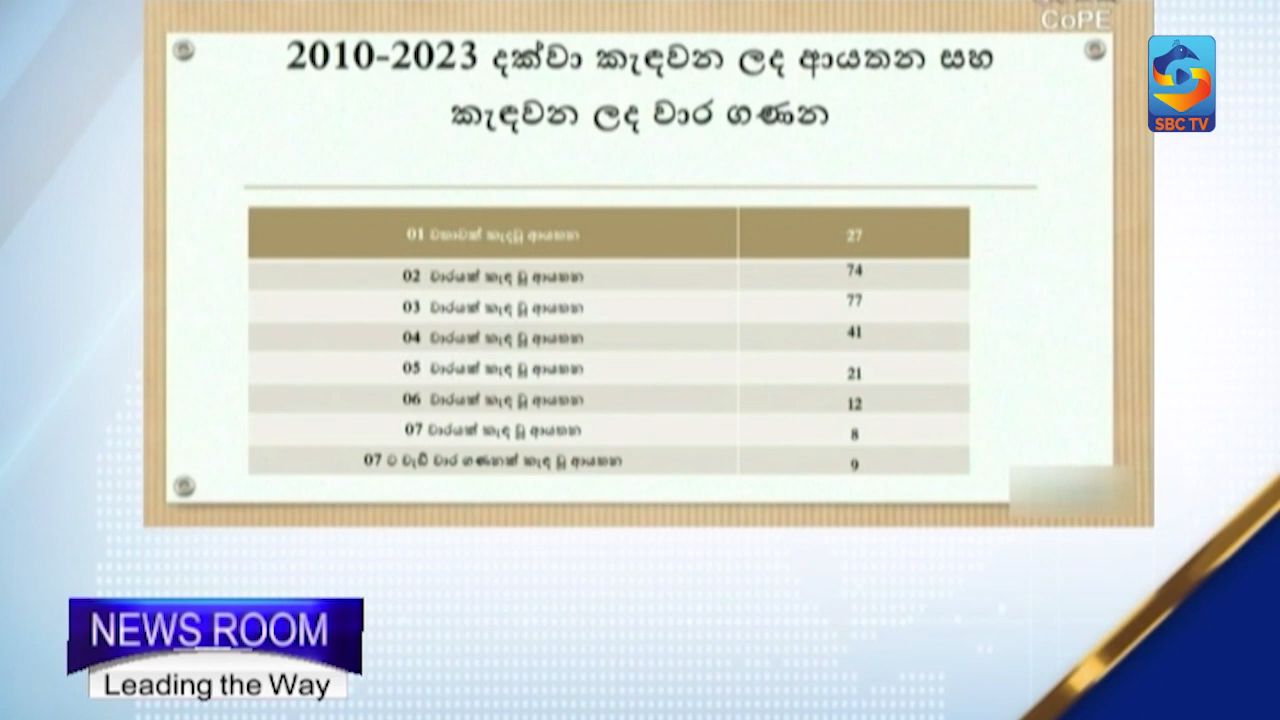 CoPE
SBC TV
2010-2023 දක්වා කැඳවන ලද ආයතන සහ
කැඳවන ලද වාර ගණන
01 වතාවක් කැඳවූ ආයතන 27
02 වාරයක් කැඳ වූ ආයතන 74
03 වාරයක් කැඳ වූ ආයතන 77
04 වාරයක් කැඳ වූ ආයතන 41
05 වාරයක් කැඳ වූ ආයතන 21
06 වාරයක් කැඳ වූ ආයතන 12
07 වාරයක් කැඳ වූ ආයතන 8
07 ට වැඩි වාර ගණනක් කැඳ වූ ආයතන 9
NEWS ROOM
Leading the Way